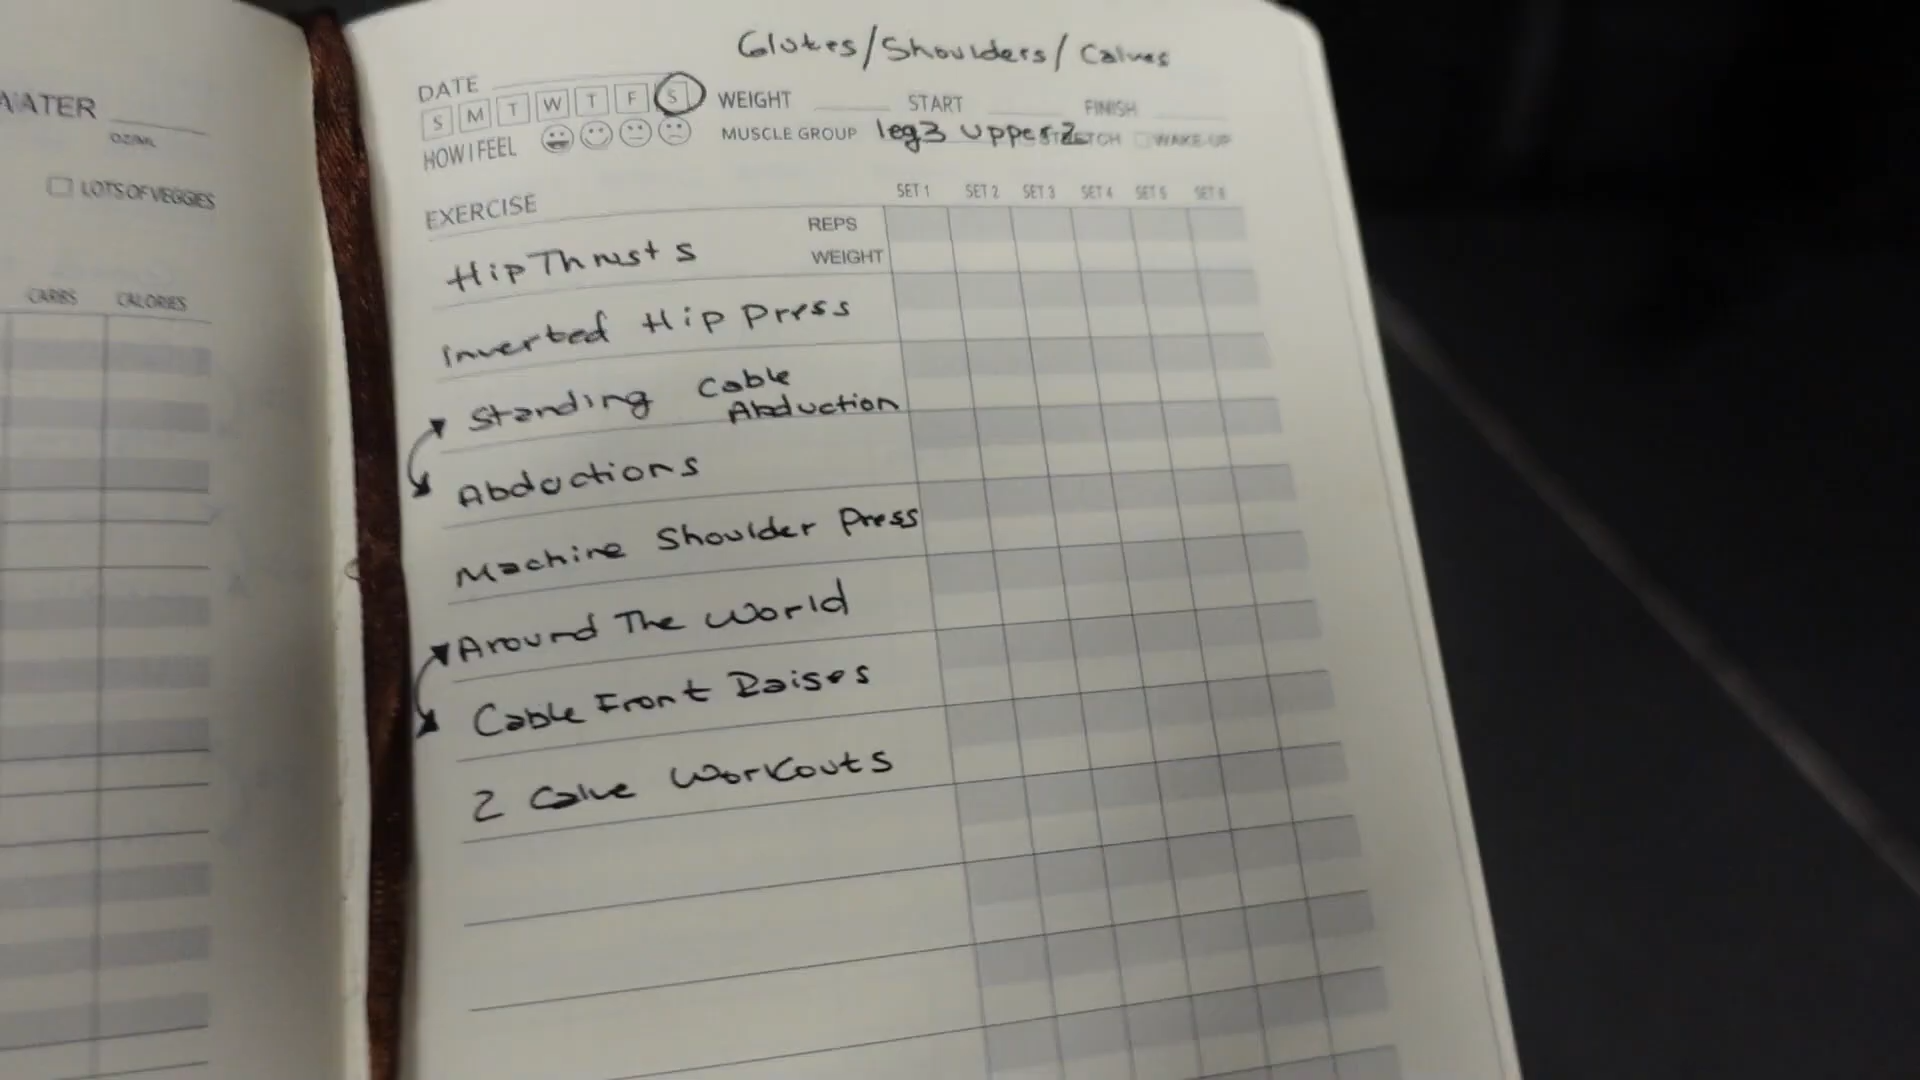 WATER
OZ/ML
LOTS OF VEGGIES
CARBS CALORIES
Glutes/Shoulders/Calves
DATE
S M T W T F S WEIGHT START FINISH
HOW I FEEL MUSCLE GROUP leg3 upper2 WAKE-UP
EXERCISE SET 1 SET 2 SET 3 SET 4 SET 5 SET 6
Hip Thrusts REPS
WEIGHT
Inverted Hip Press
Standing Cable
Abduction
Abductions
Machine Shoulder Press
Around The World
Cable Front Raises
2 Calve Workouts